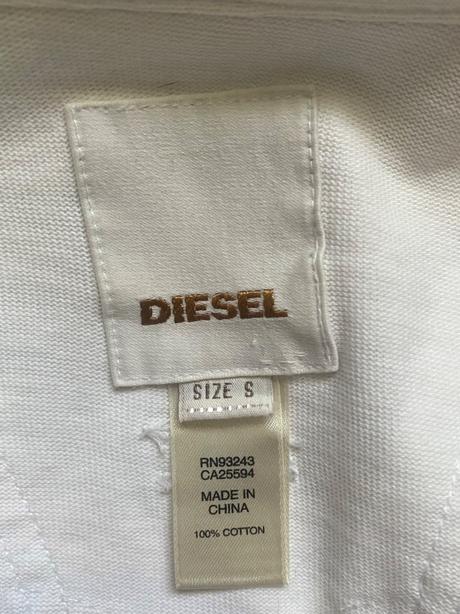 DIESEL
SIZE S
RN93243
CA25594
MADE IN
CHINA
100% COTTON